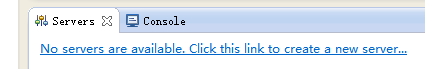 Servers Console
No servers are available. Click this link to create a new server...